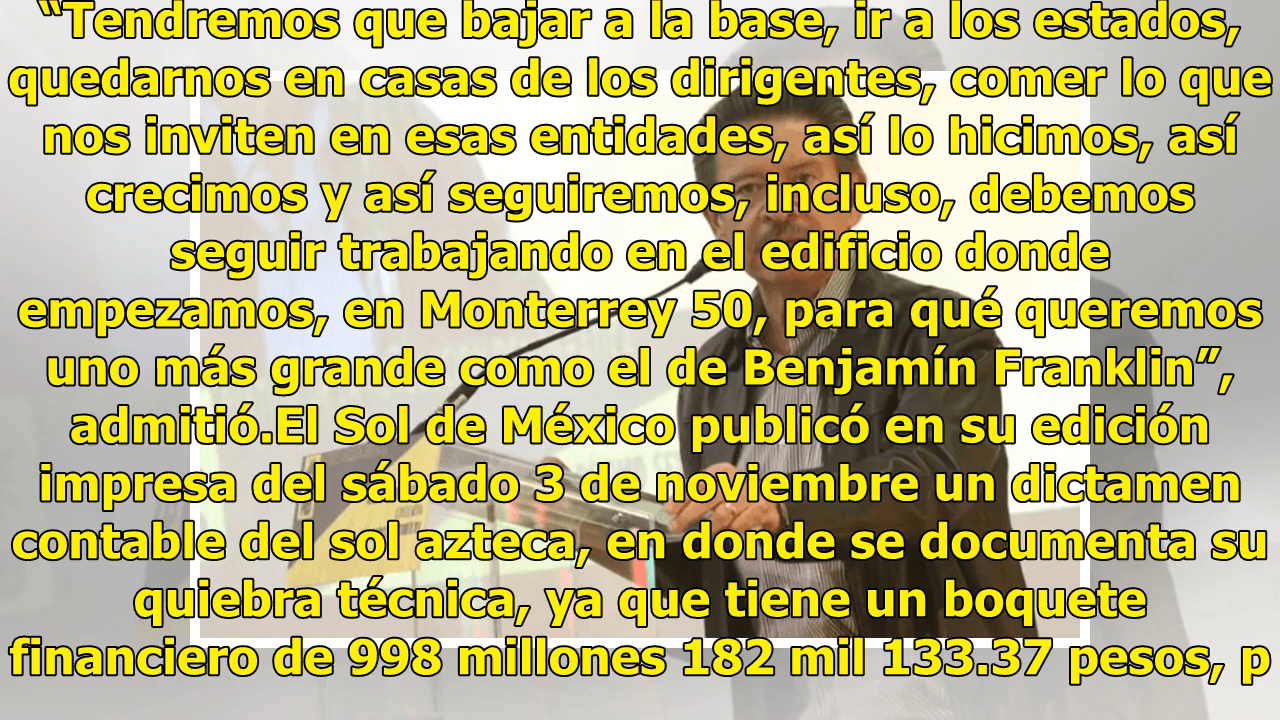 “Tendremos que bajar a la base, ir a los estados,
quedarnos en casas de los dirigentes, comer lo que
nos inviten en esas entidades, así lo hicimos, así
crecimos y así seguiremos, incluso, debemos
seguir trabajando en el edificio donde
empezamos, en Monterrey 50, para qué queremos
uno más grande como el de Benjamín Franklin”,
admitió.El Sol de México publicó en su edición
impresa del sábado 3 de noviembre un dictamen
contable del sol azteca, en donde se documenta su
quiebra técnica, ya que tiene un boquete
financiero de 998 millones 182 mil 133.37 pesos, p